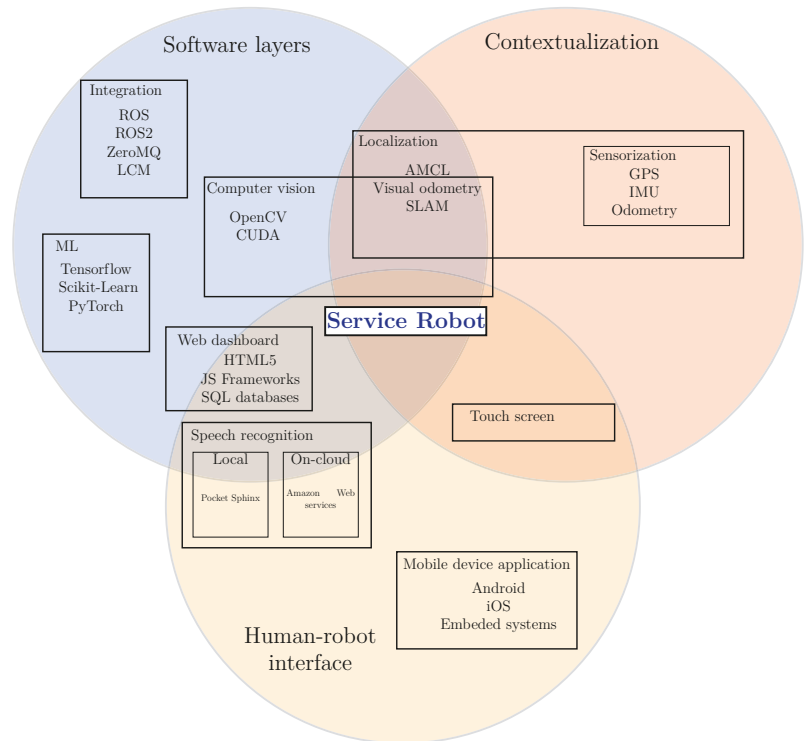 Software layers
Contextualization
Integration
ROS
ROS2
ZeroMQ
LCM
Localization
AMCL
Visual odometry
SLAM
Sensorization
GPS
IMU
Odometry
Computer vision
OpenCV
CUDA
ML
Tensorflow
Scikit-Learn
PyTorch
Service Robot
Web dashboard
HTML5
JS Frameworks
SQL databases
Touch screen
Speech recognition
Local
Pocket Sphinx
On-cloud
Amazon Web
services
Mobile device application
Android
iOS
Embeded systems
Human-robot
interface